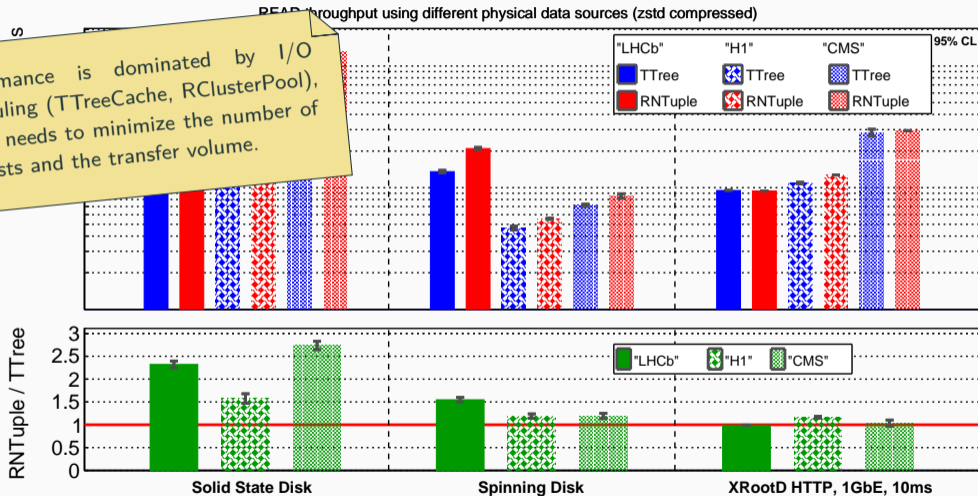 READ throughput using different physical data sources (zstd compressed)
s
is dominated by I/O
(TTreeCache, RClusterPool),
needs to minimize the number of
and the transfer volume.
"LHCb" "H1" "CMS" 95% CL
TTree TTree TTree
RNTuple RNTuple RNTuple
RNTuple / TTree
3
2.5
2
1.5
1
0.5
0
"LHCb" "H1" "CMS"
Solid State Disk Spinning Disk XRootD HTTP, 1GbE, 10ms